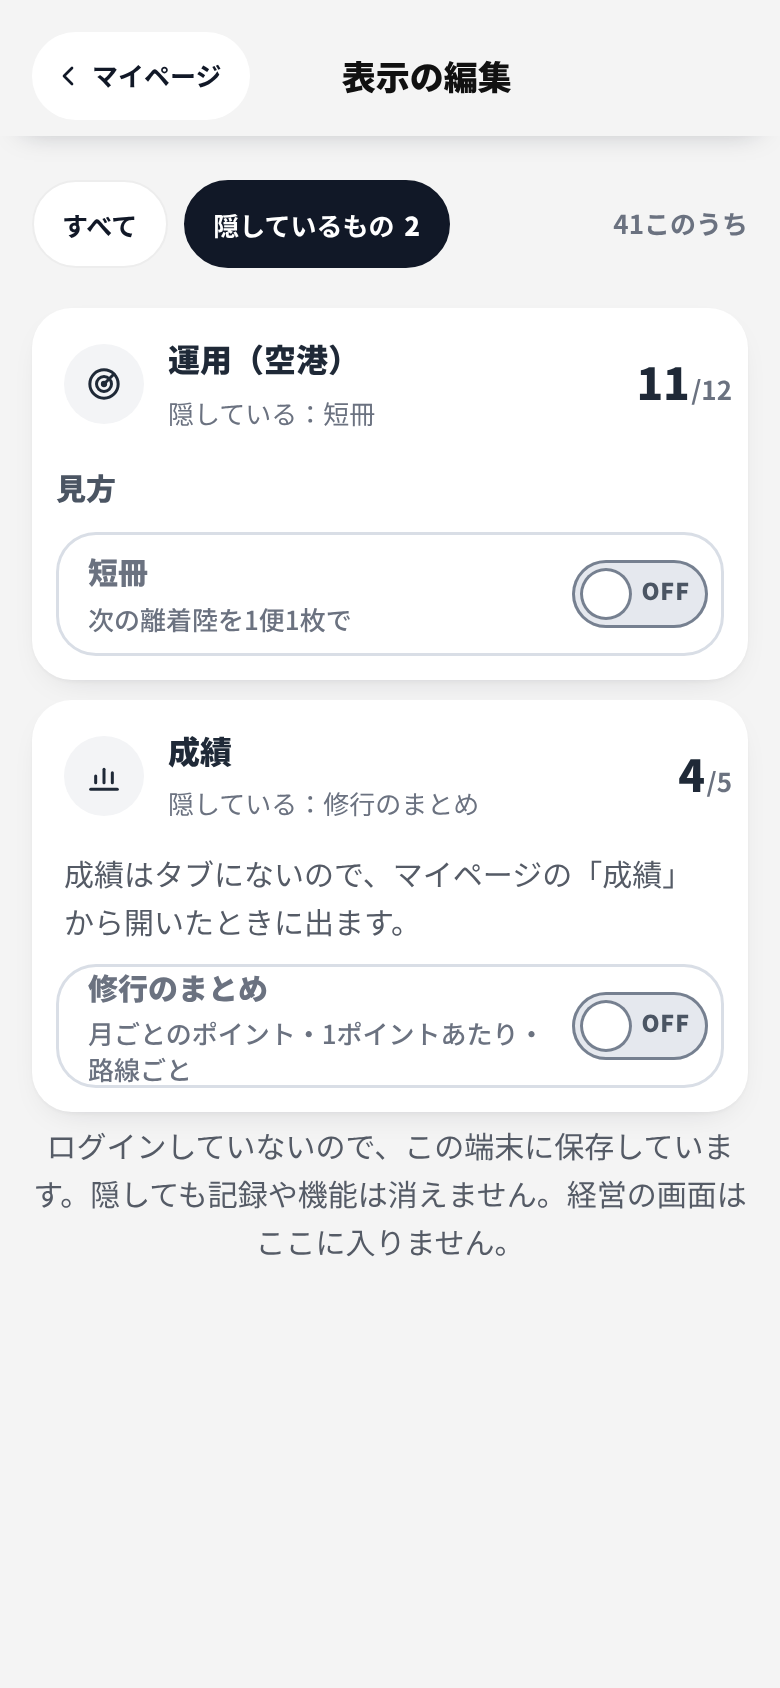 マイページ
表示の編集
すべて
隠しているもの 2
41このうち
運用（空港）
隠している：短冊
11/12
見方
短冊
次の離着陸を1便1枚で
OFF
成績
隠している：修行のまとめ
4/5
成績はタブにないので、マイページの「成績」
から開いたときに出ます。
修行のまとめ
月ごとのポイント・1ポイントあたり・
路線ごと
OFF
ログインしていないので、この端末に保存していま
す。隠しても記録や機能は消えません。経営の画面は
ここに入りません。